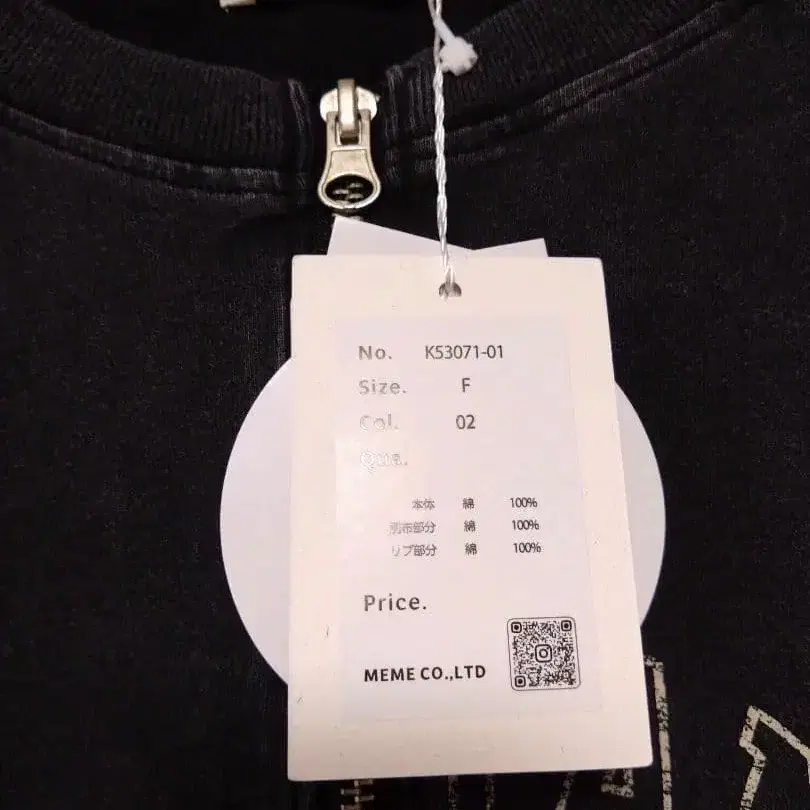 No. K53071-01
Size. F
Col. 02
Qua.
本体 綿 100%
別布部分 綿 100%
リブ部分 綿 100%
Price.
MEME CO.,LTD